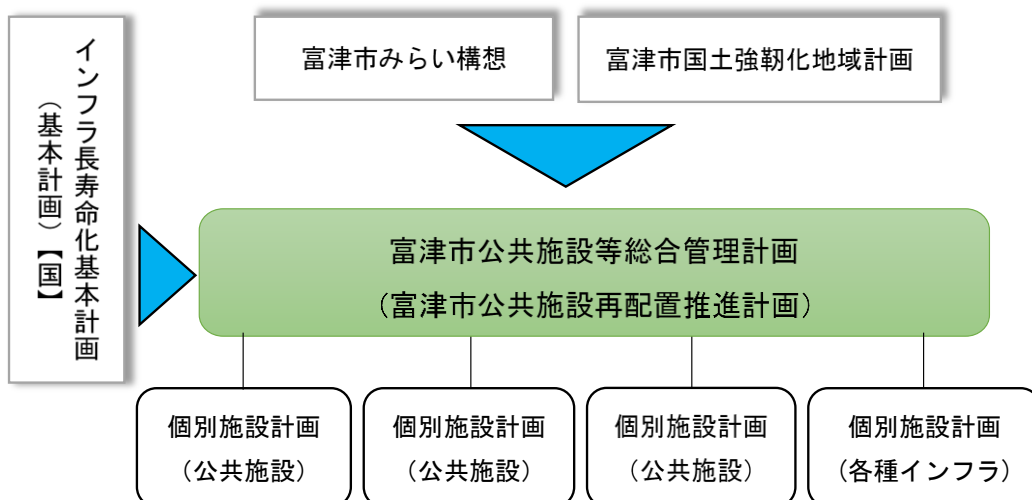 インフラ長寿命化基本計画
（基本計画）【国】
富津市みらい構想
富津市国土強靭化地域計画
富津市公共施設等総合管理計画
（富津市公共施設再配置推進計画）
個別施設計画
（公共施設）
個別施設計画
（公共施設）
個別施設計画
（公共施設）
個別施設計画
（各種インフラ）